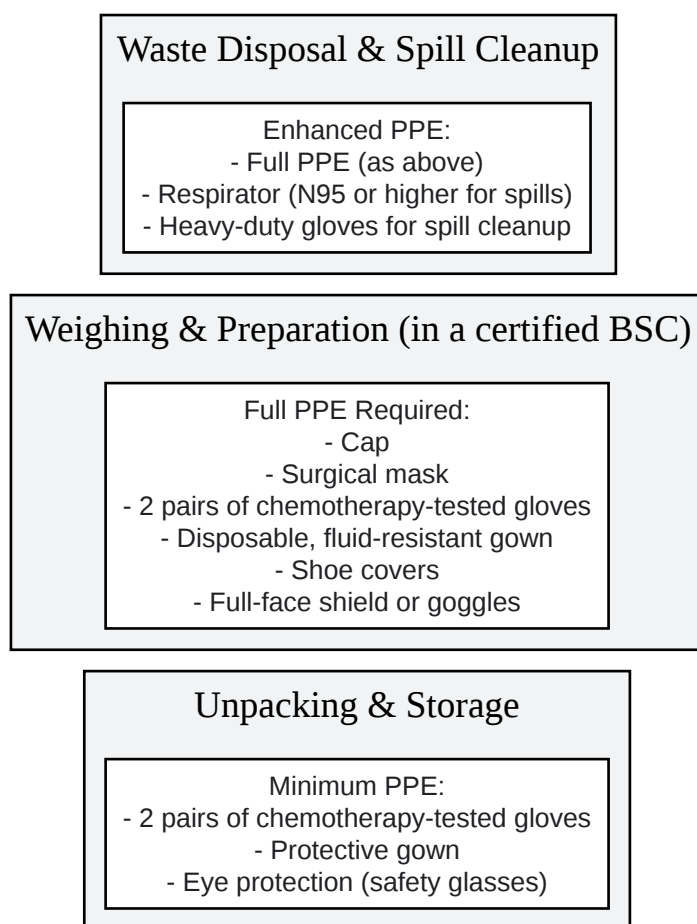 Waste Disposal & Spill Cleanup
Enhanced PPE:
- Full PPE (as above)
- Respirator (N95 or higher for spills)
- Heavy-duty gloves for spill cleanup
Weighing & Preparation (in a certified BSC)
Full PPE Required:
- Cap
- Surgical mask
- 2 pairs of chemotherapy-tested gloves
- Disposable, fluid-resistant gown
- Shoe covers
- Full-face shield or goggles
Unpacking & Storage
Minimum PPE:
- 2 pairs of chemotherapy-tested gloves
- Protective gown
- Eye protection (safety glasses)